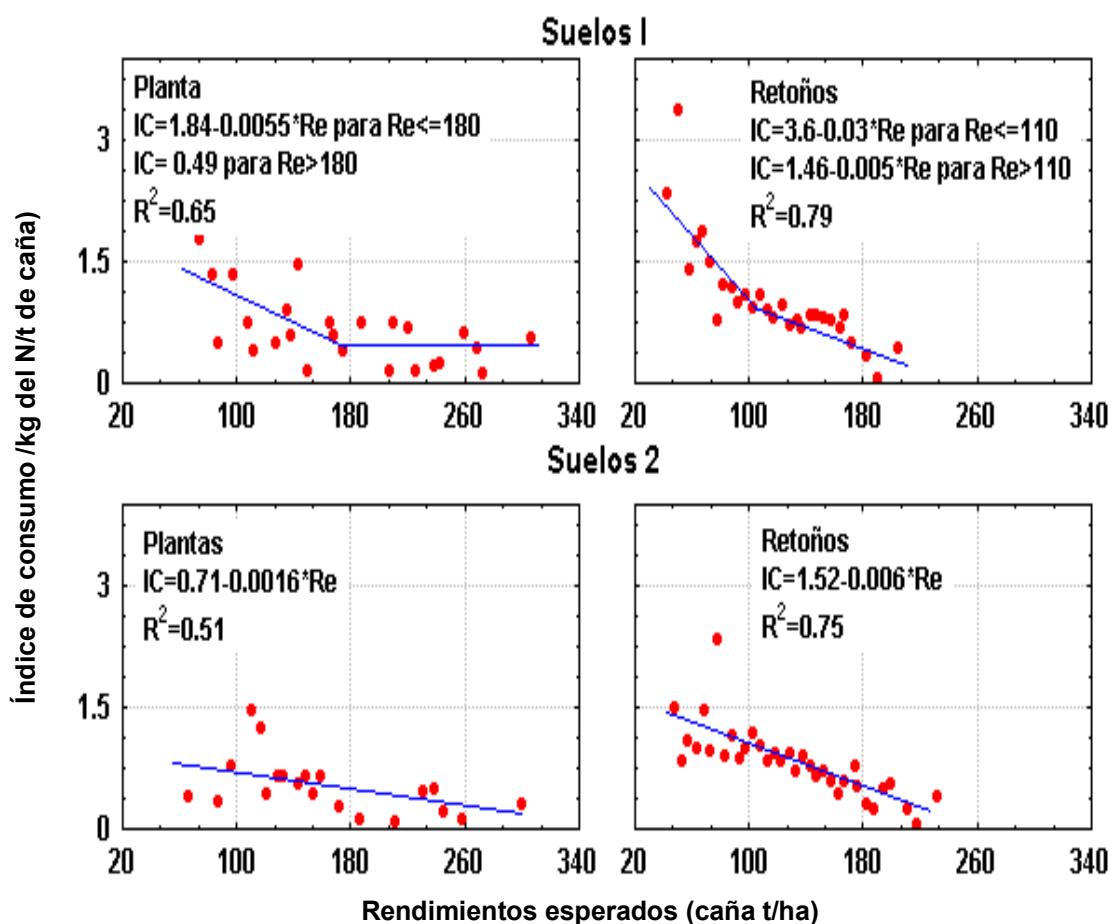 Suelos I
Planta
IC=1.84-0.0055*Re para Re<=180
IC= 0.49 para Re>180
R²=0.65
Retoños
IC=3.6-0.03*Re para Re<=110
IC=1.46-0.005*Re para Re>110
R²=0.79
3
1.5
0
20 100 180 260 340
20 100 180 260 340
Suelos 2
Plantas
IC=0.71-0.0016*Re
R²=0.51
Retoños
IC=1.52-0.006*Re
R²=0.75
3
1.5
0
20 100 180 260 340
20 100 180 260 340
Índice de consumo /kg del N/t de caña)
Rendimientos esperados (caña t/ha)